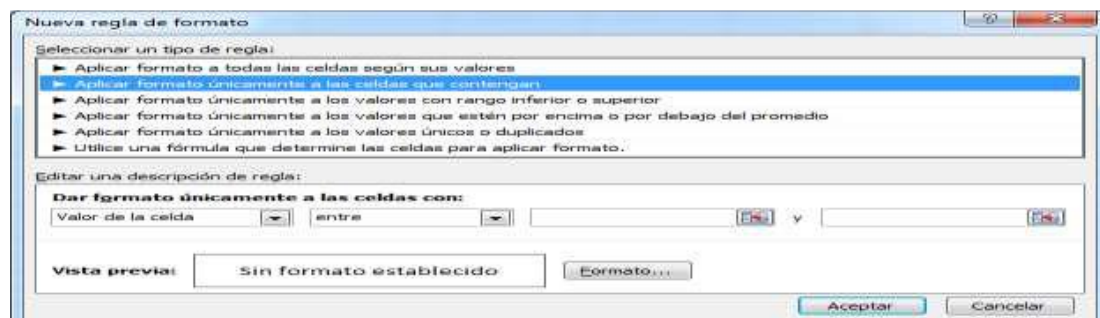 Nueva regla de formato
Seleccionar un tipo de regla:
► Aplicar formato a todas las celdas según sus valores
► Aplicar formato únicamente a las celdas que contengan
► Aplicar formato únicamente a los valores con rango inferior o superior
► Aplicar formato únicamente a los valores que estén por encima o por debajo del promedio
► Aplicar formato únicamente a los valores únicos o duplicados
► Utilice una fórmula que determine las celdas para aplicar formato.
Editar una descripción de regla:
Dar formato únicamente a las celdas con:
Valor de la celda entre y
Vista previa: Sin formato establecido Formato...
Aceptar Cancelar